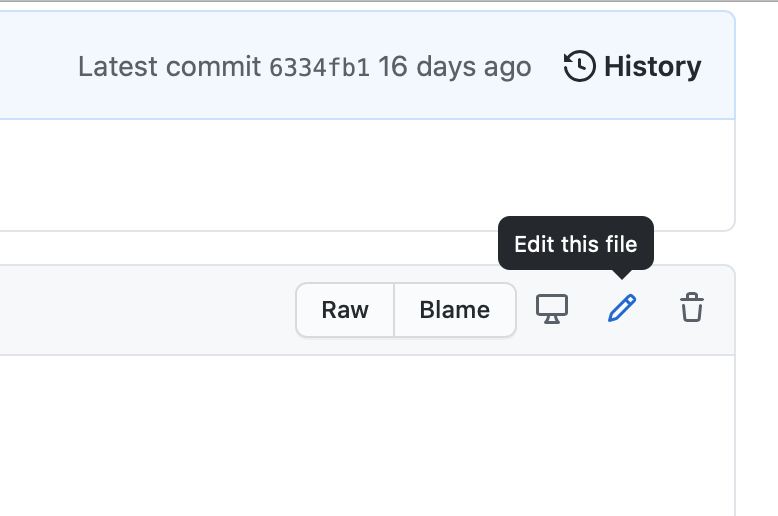 Latest commit 6334fb1 16 days ago History
Edit this file
Raw Blame